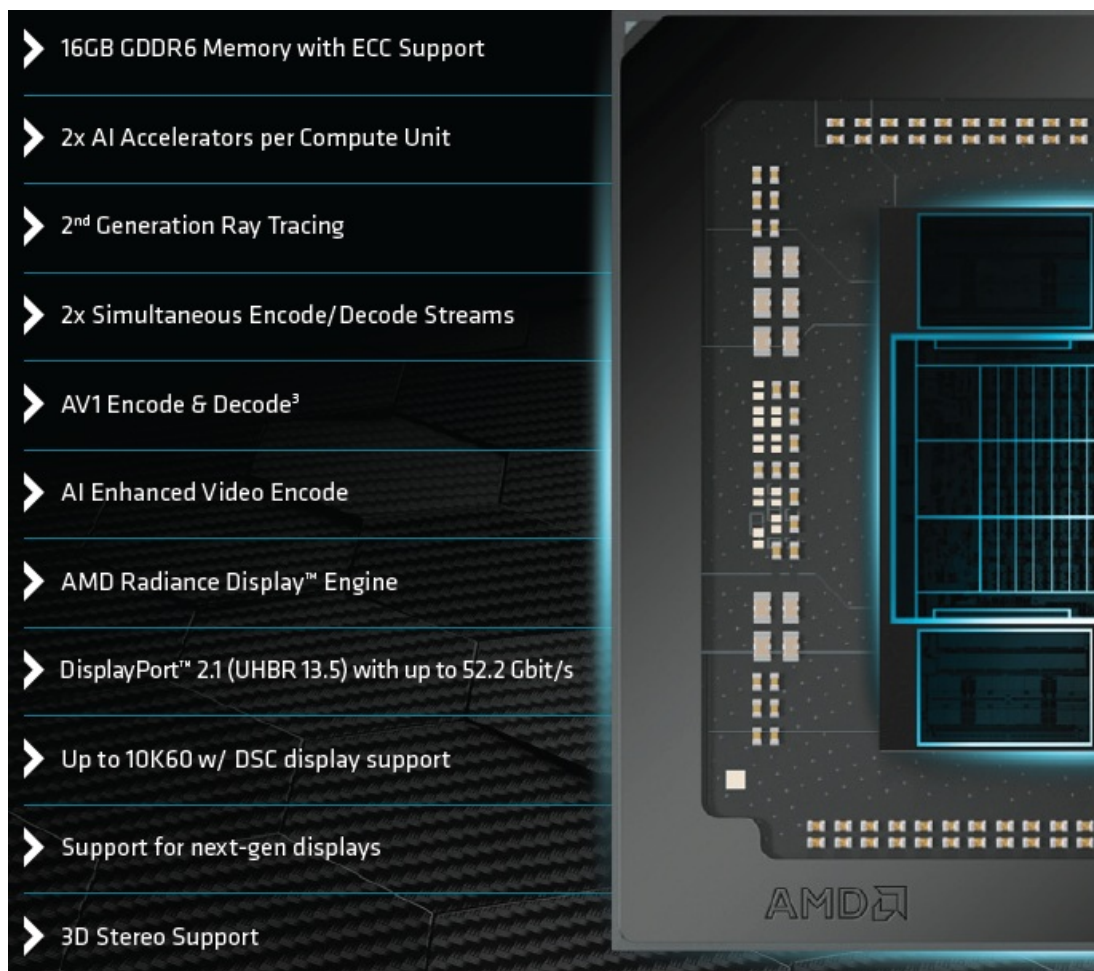 16GB GDDR6 Memory with ECC Support
2x AI Accelerators per Compute Unit
2nd Generation Ray Tracing
2x Simultaneous Encode/Decode Streams
AV1 Encode & Decode³
AI Enhanced Video Encode
AMD Radiance Display™ Engine
DisplayPort™ 2.1 (UHBR 13.5) with up to 52.2 Gbit/s
Up to 10K60 w/ DSC display support
Support for next-gen displays
3D Stereo Support
AMD